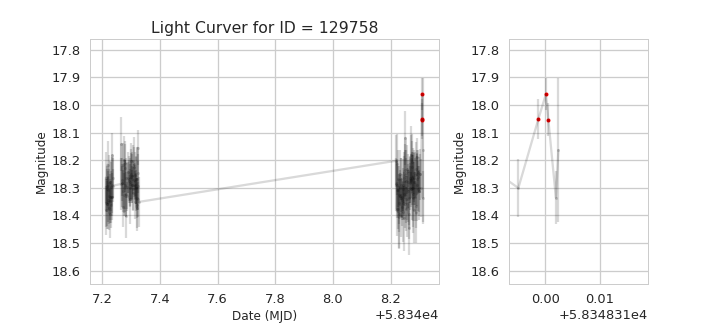 Light Curver for ID = 129758
17.8
17.9
18.0
18.1
18.2
18.3
18.4
18.5
18.6
Magnitude
7.2 7.4 7.6 7.8 8.0 8.2
Date (MJD)
+5.834e4
17.8
17.9
18.0
18.1
18.2
18.3
18.4
18.5
18.6
Magnitude
0.00 0.01
+5.834831e4